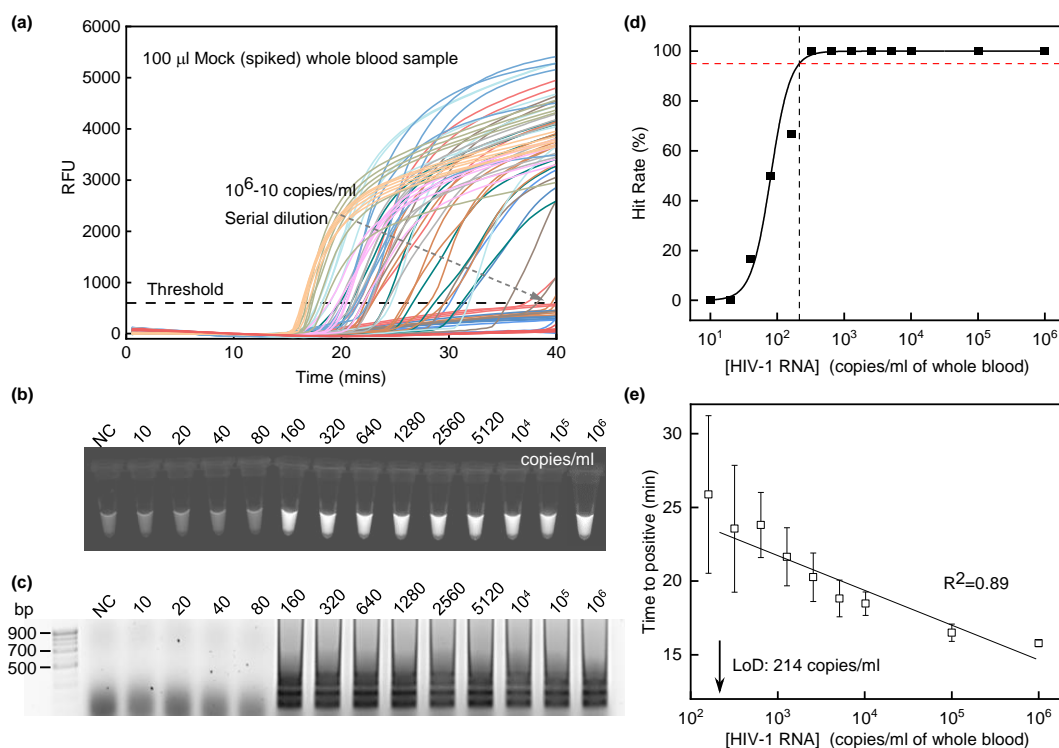 (a)
6000
5000
4000
3000
2000
1000
0
RFU
100 μl Mock (spiked) whole blood sample
10⁶-10 copies/ml
Serial dilution
Threshold
0 10 20 30 40
Time (mins)
(b)
NC 10 20 40 80 160 320 640 1280 2560 5120 10⁴ 10⁵ 10⁶
copies/ml
(c)
bp
NC 10 20 40 80 160 320 640 1280 2560 5120 10⁴ 10⁵ 10⁶
900
700
500
(d)
100
80
60
40
20
0
Hit Rate (%)
10¹ 10² 10³ 10⁴ 10⁵ 10⁶
[HIV-1 RNA] (copies/ml of whole blood)
(e)
30
25
20
15
Time to positive (min)
R²=0.89
LoD: 214 copies/ml
10² 10³ 10⁴ 10⁵ 10⁶
[HIV-1 RNA] (copies/ml of whole blood)